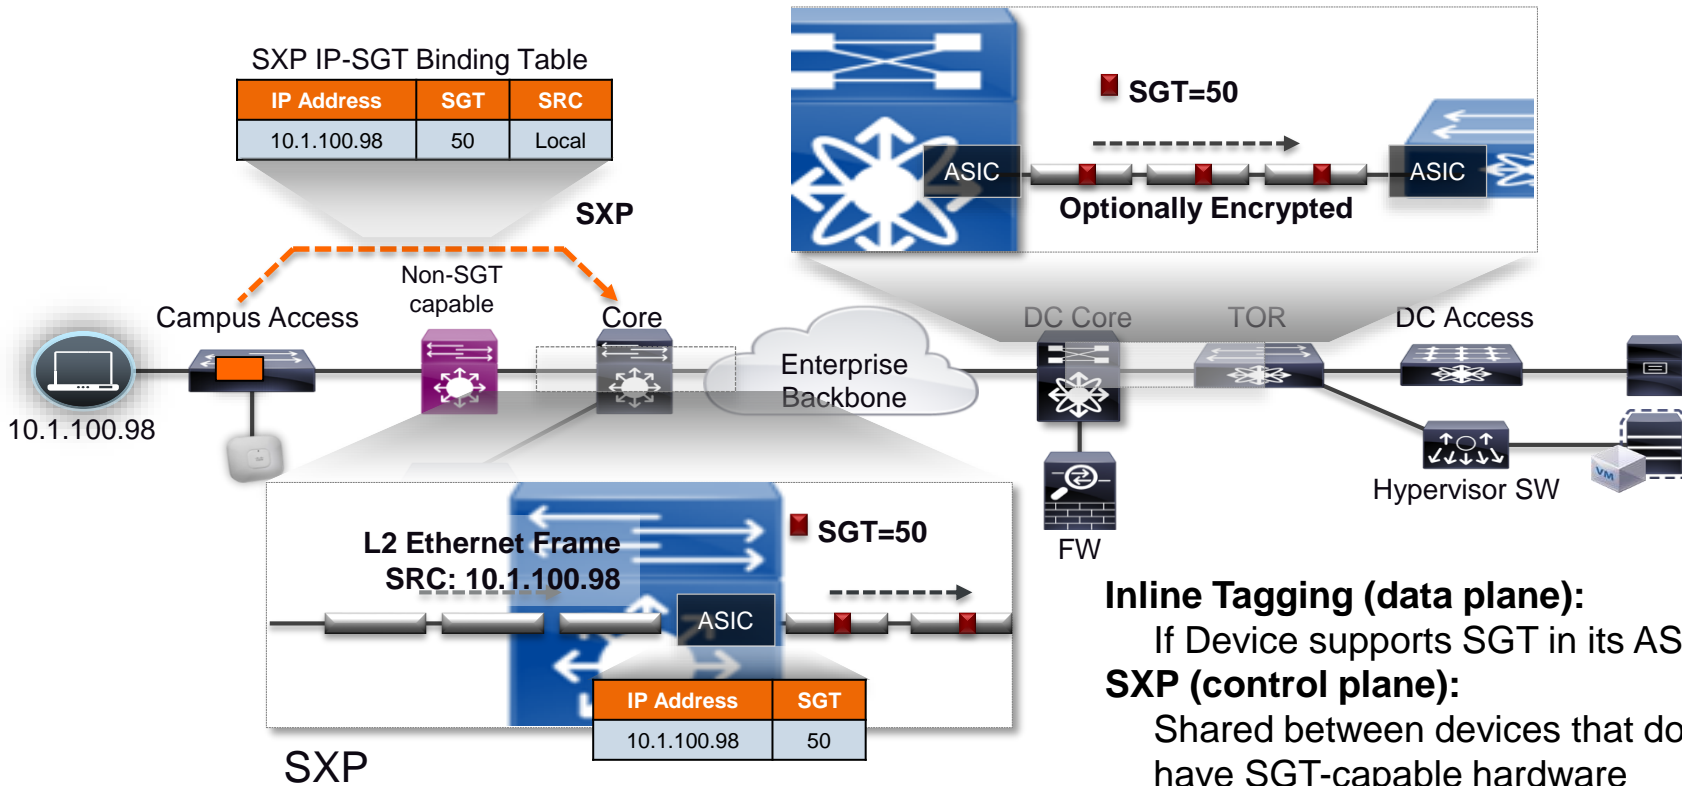 SXP IP-SGT Binding Table
IP Address SGT SRC
10.1.100.98 50 Local
SXP
SGT=50
ASIC ASIC
Optionally Encrypted
Non-SGT
capable
Campus Access
Core
DC Core
TOR
DC Access
Enterprise
Backbone
10.1.100.98
VM
Hypervisor SW
FW
L2 Ethernet Frame
SRC: 10.1.100.98
SGT=50
ASIC
IP Address SGT
10.1.100.98 50
SXP
Inline Tagging (data plane):
If Device supports SGT in its AS
SXP (control plane):
Shared between devices that do
have SGT-capable hardware